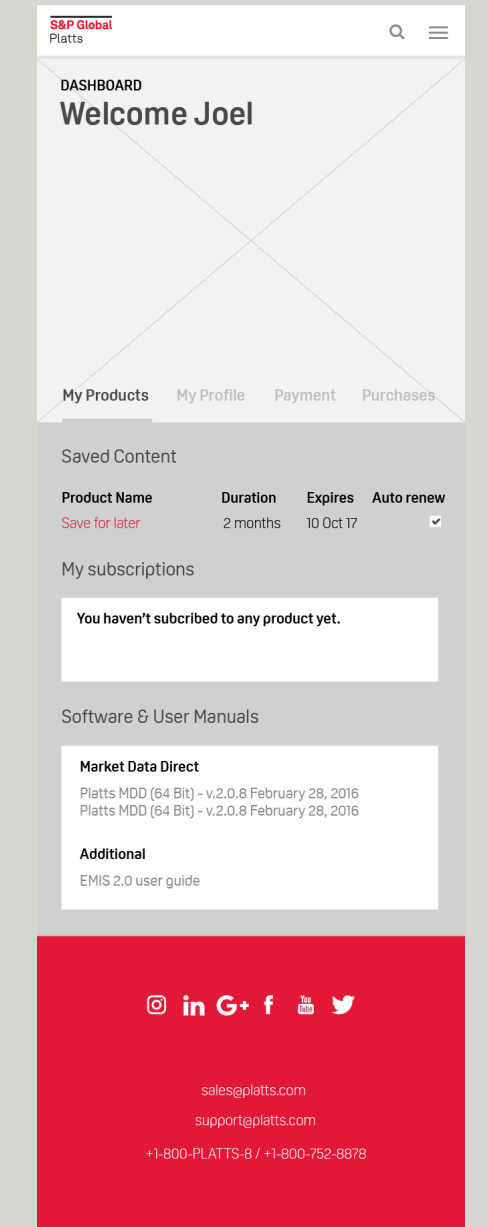 S&P Global
Platts
DASHBOARD
Welcome Joel
My Products My Profile Payment Purchases
Saved Content
Product Name Duration Expires Auto renew
Save for later 2 months 10 Oct 17
My subscriptions
You haven't subcribed to any product yet.
Software & User Manuals
Market Data Direct
Platts MDD (64 Bit) - v.2.0.8 February 28, 2016
Platts MDD (64 Bit) - v.2.0.8 February 28, 2016
Additional
EMIS 2.0 user guide
in G+ f You Tube
sales@platts.com
support@platts.com
+1-800-PLATTS-8 / +1-800-752-8878